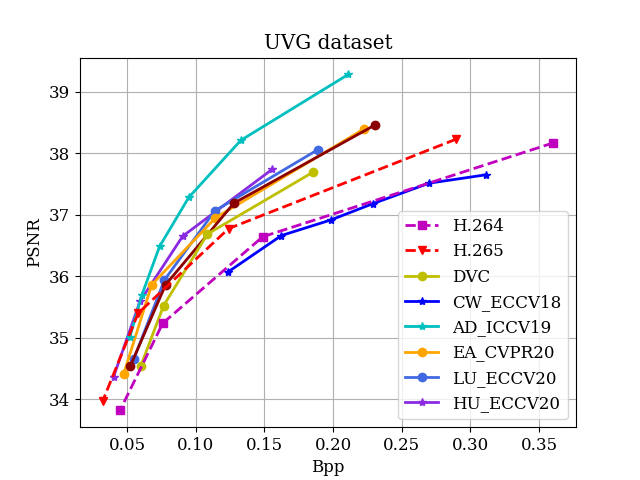 UVG dataset
PSNR
39
38
37
36
35
34
0.05 0.10 0.15 0.20 0.25 0.30 0.35
Bpp
H.264
H.265
DVC
CW_ECCV18
AD_ICCV19
EA_CVPR20
LU_ECCV20
HU_ECCV20